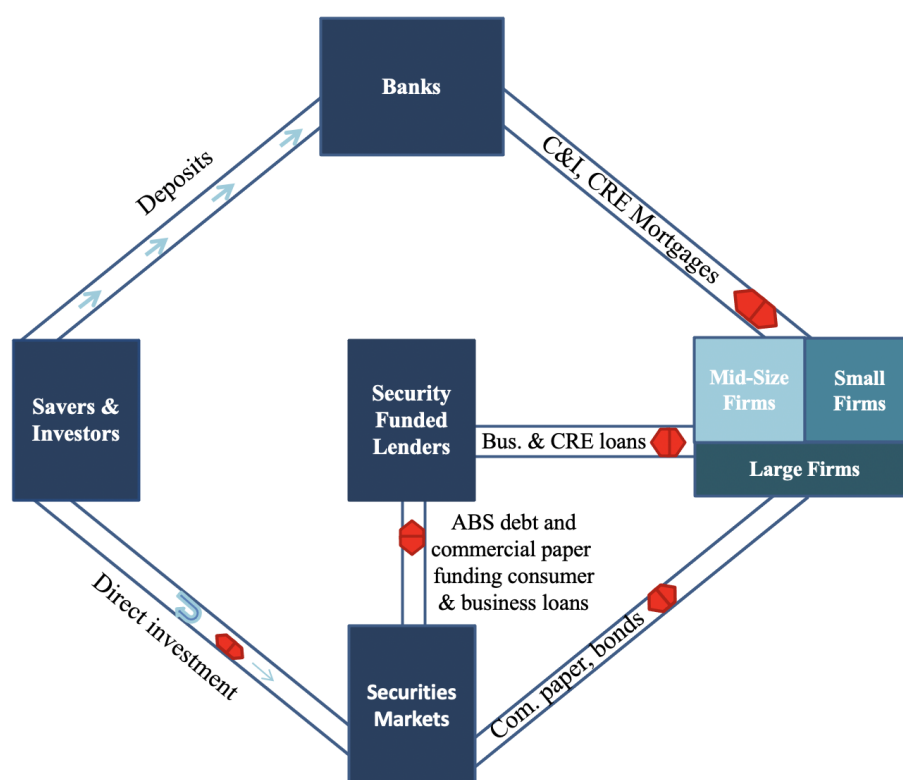 Banks
Deposits
C&I, CRE Mortgages
Savers &
Investors
Security
Funded
Lenders
Bus. & CRE loans
Mid-Size
Firms
Small
Firms
Large Firms
ABS debt and
commercial paper
funding consumer
& business loans
Direct investment
Securities
Markets
Com. paper, bonds